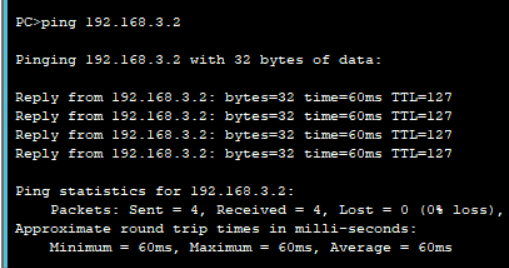 PC>ping 192.168.3.2
Pinging 192.168.3.2 with 32 bytes of data:
Reply from 192.168.3.2: bytes=32 time=60ms TTL=127
Reply from 192.168.3.2: bytes=32 time=60ms TTL=127
Reply from 192.168.3.2: bytes=32 time=60ms TTL=127
Reply from 192.168.3.2: bytes=32 time=60ms TTL=127
Ping statistics for 192.168.3.2:
Packets: Sent = 4, Received = 4, Lost = 0 (0% loss),
Approximate round trip times in milli-seconds:
Minimum = 60ms, Maximum = 60ms, Average = 60ms